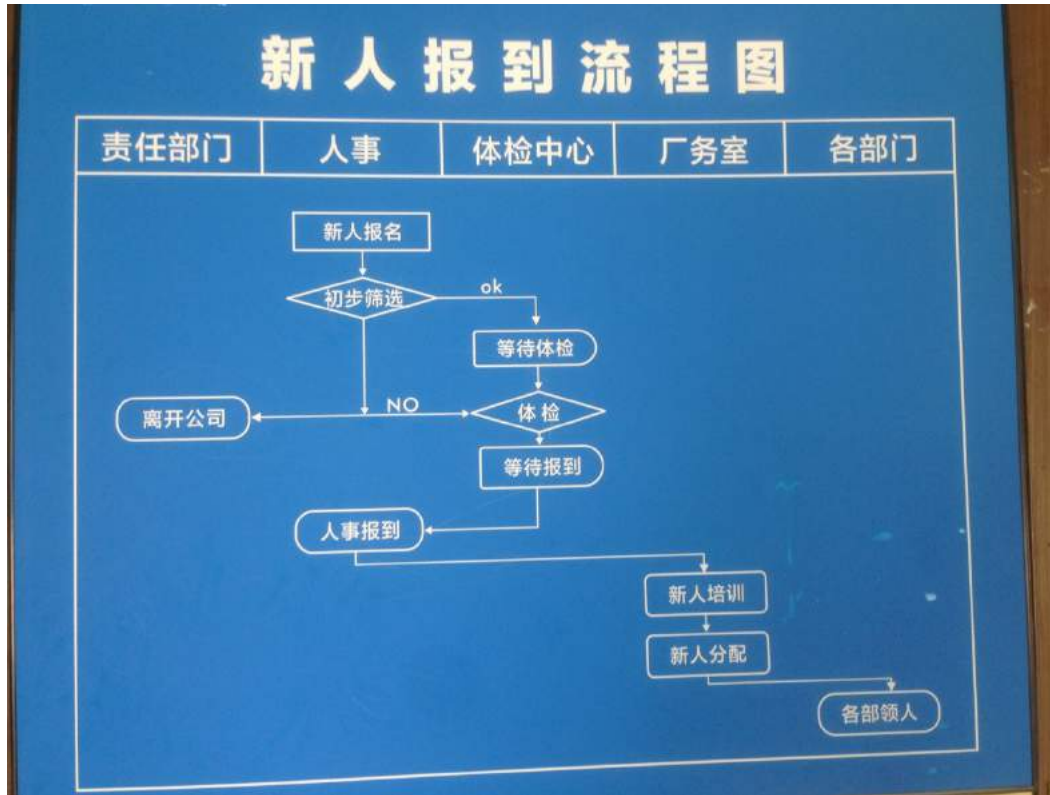 新人报到流程图
责任部门
人事
体检中心
厂务室
各部门
新人报名
初步筛选
ok
等待体检
离开公司
NO
体检
等待报到
人事报到
新人培训
新人分配
各部领人